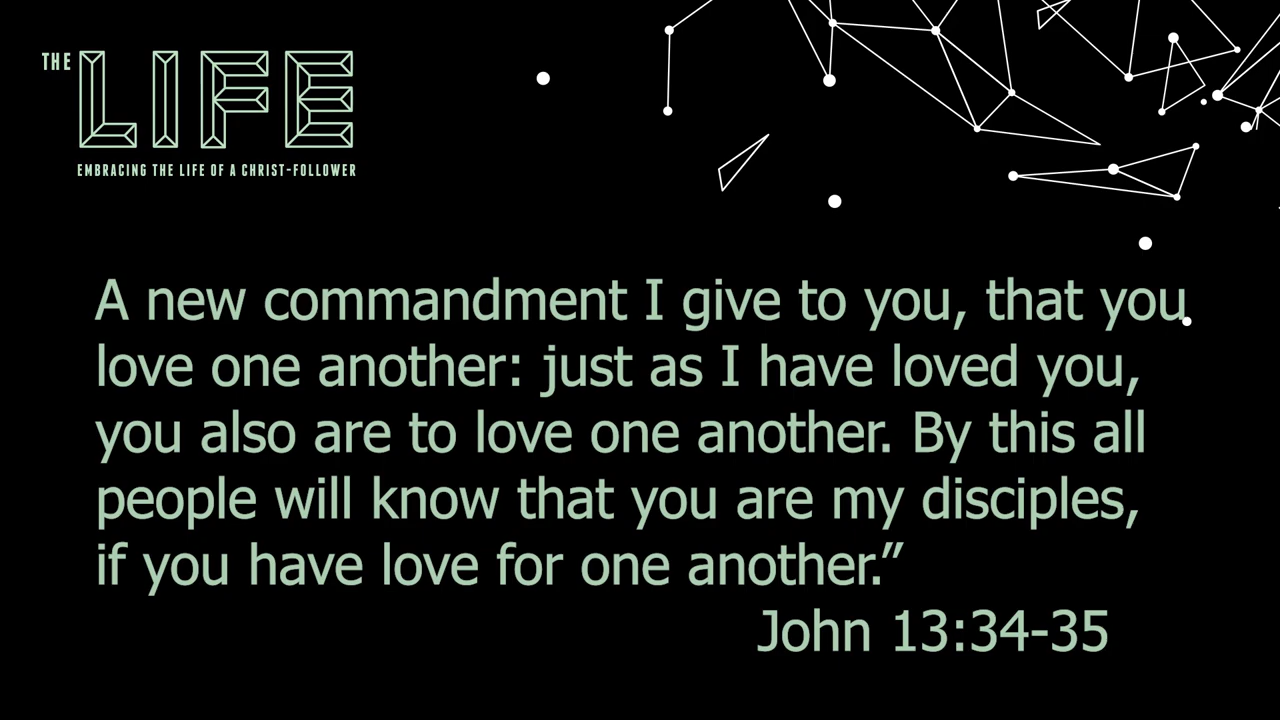 THE LIFE
EMBRACING THE LIFE OF A CHRIST-FOLLOWER
A new commandment I give to you, that you
love one another: just as I have loved you,
you also are to love one another. By this all
people will know that you are my disciples,
if you have love for one another.”
John 13:34-35